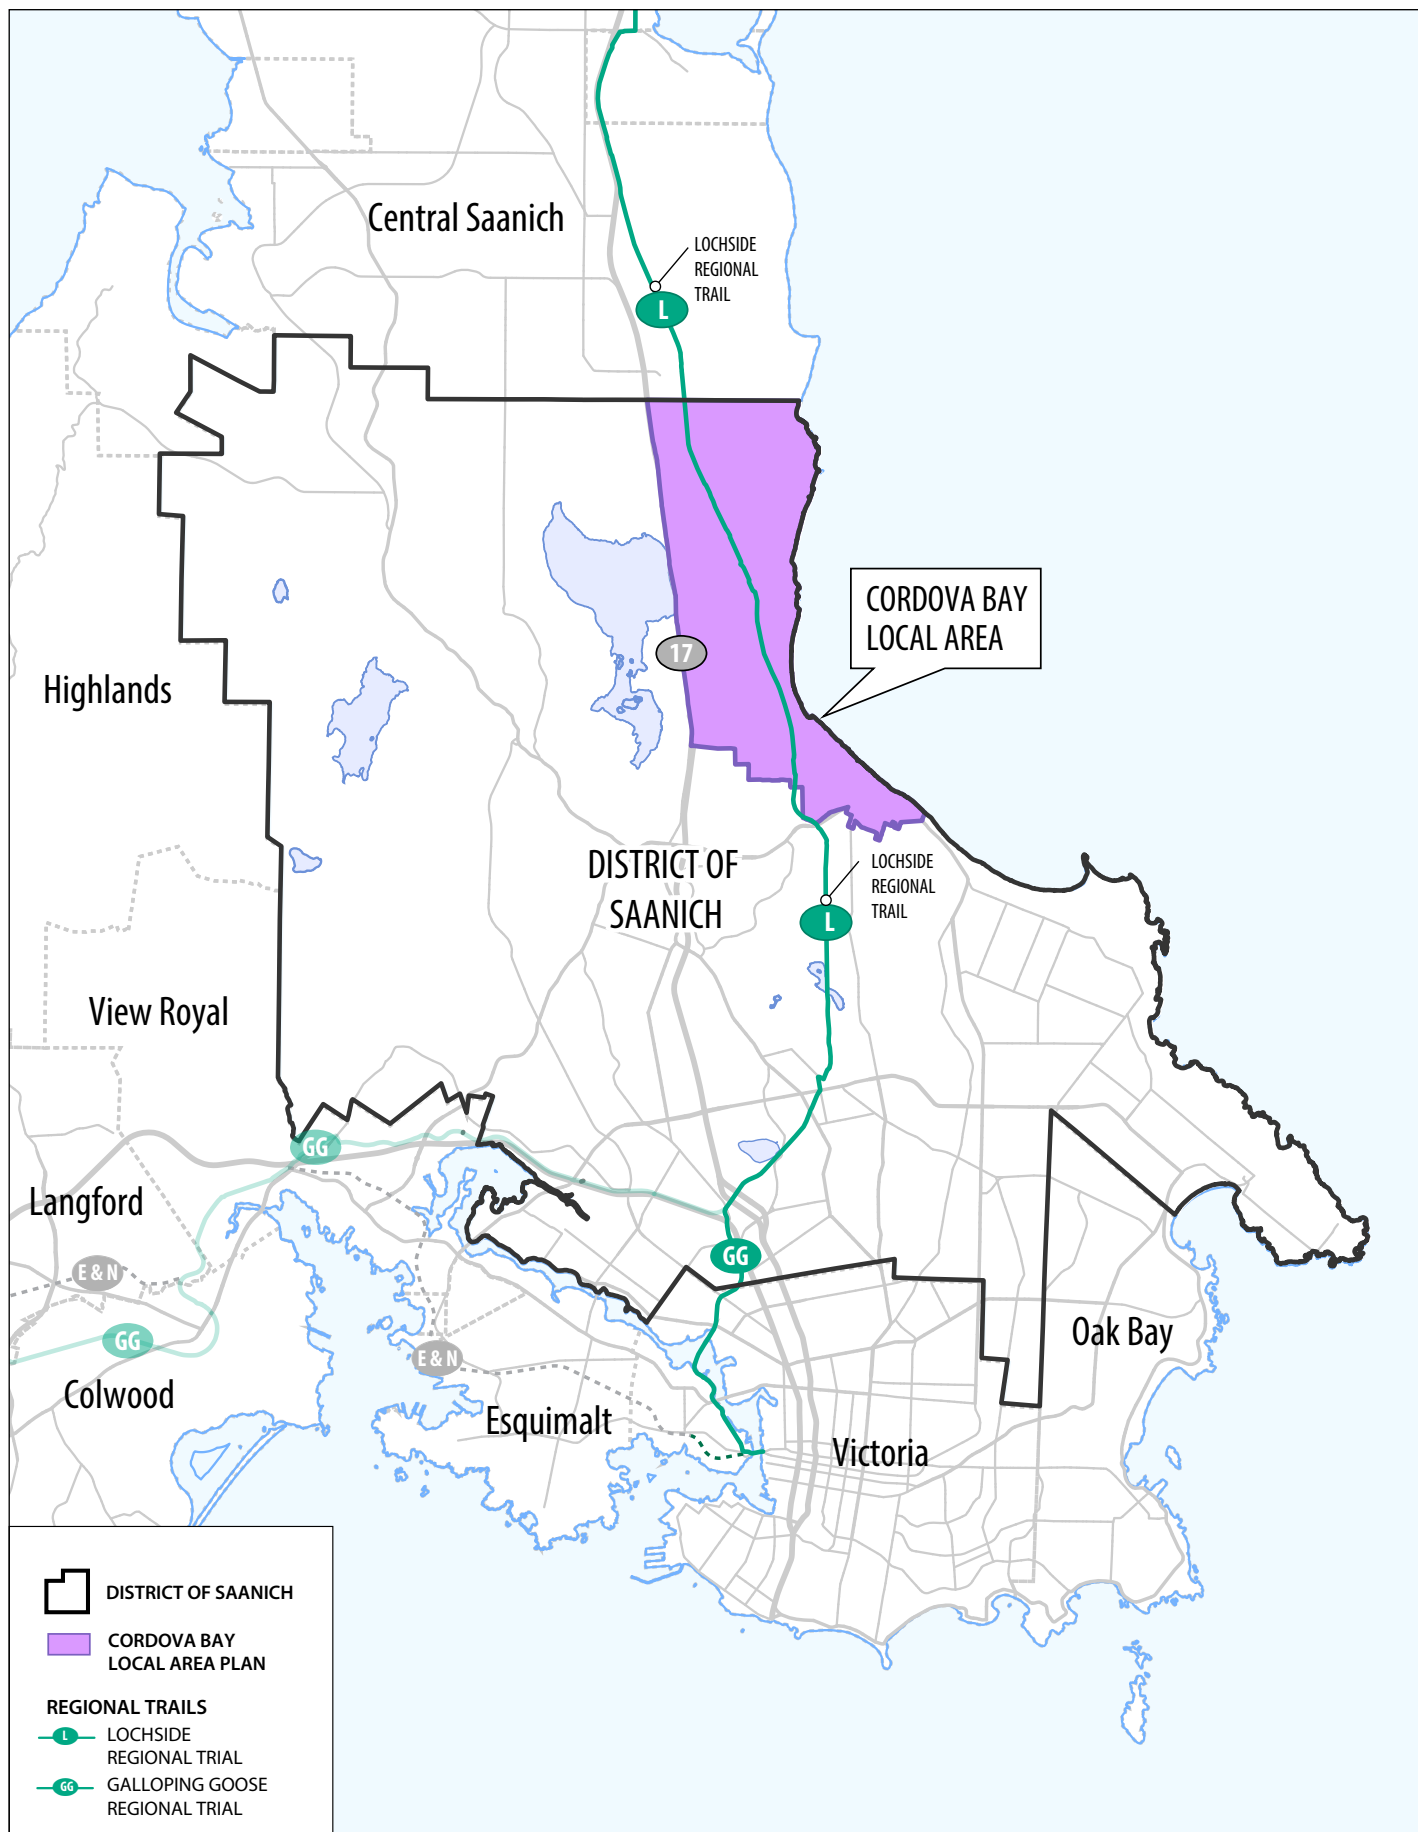 Central Saanich
LOCHSIDE
REGIONAL
TRAIL
L
CORDOVA BAY
LOCAL AREA
17
Highlands
DISTRICT OF
SAANICH
LOCHSIDE
REGIONAL
TRAIL
L
View Royal
GG
Langford
E & N
GG
GG
Oak Bay
E & N
Colwood
Esquimalt
Victoria
DISTRICT OF SAANICH
CORDOVA BAY
LOCAL AREA PLAN
REGIONAL TRAILS
L
LOCHSIDE
REGIONAL TRIAL
GG
GALLOPING GOOSE
REGIONAL TRIAL